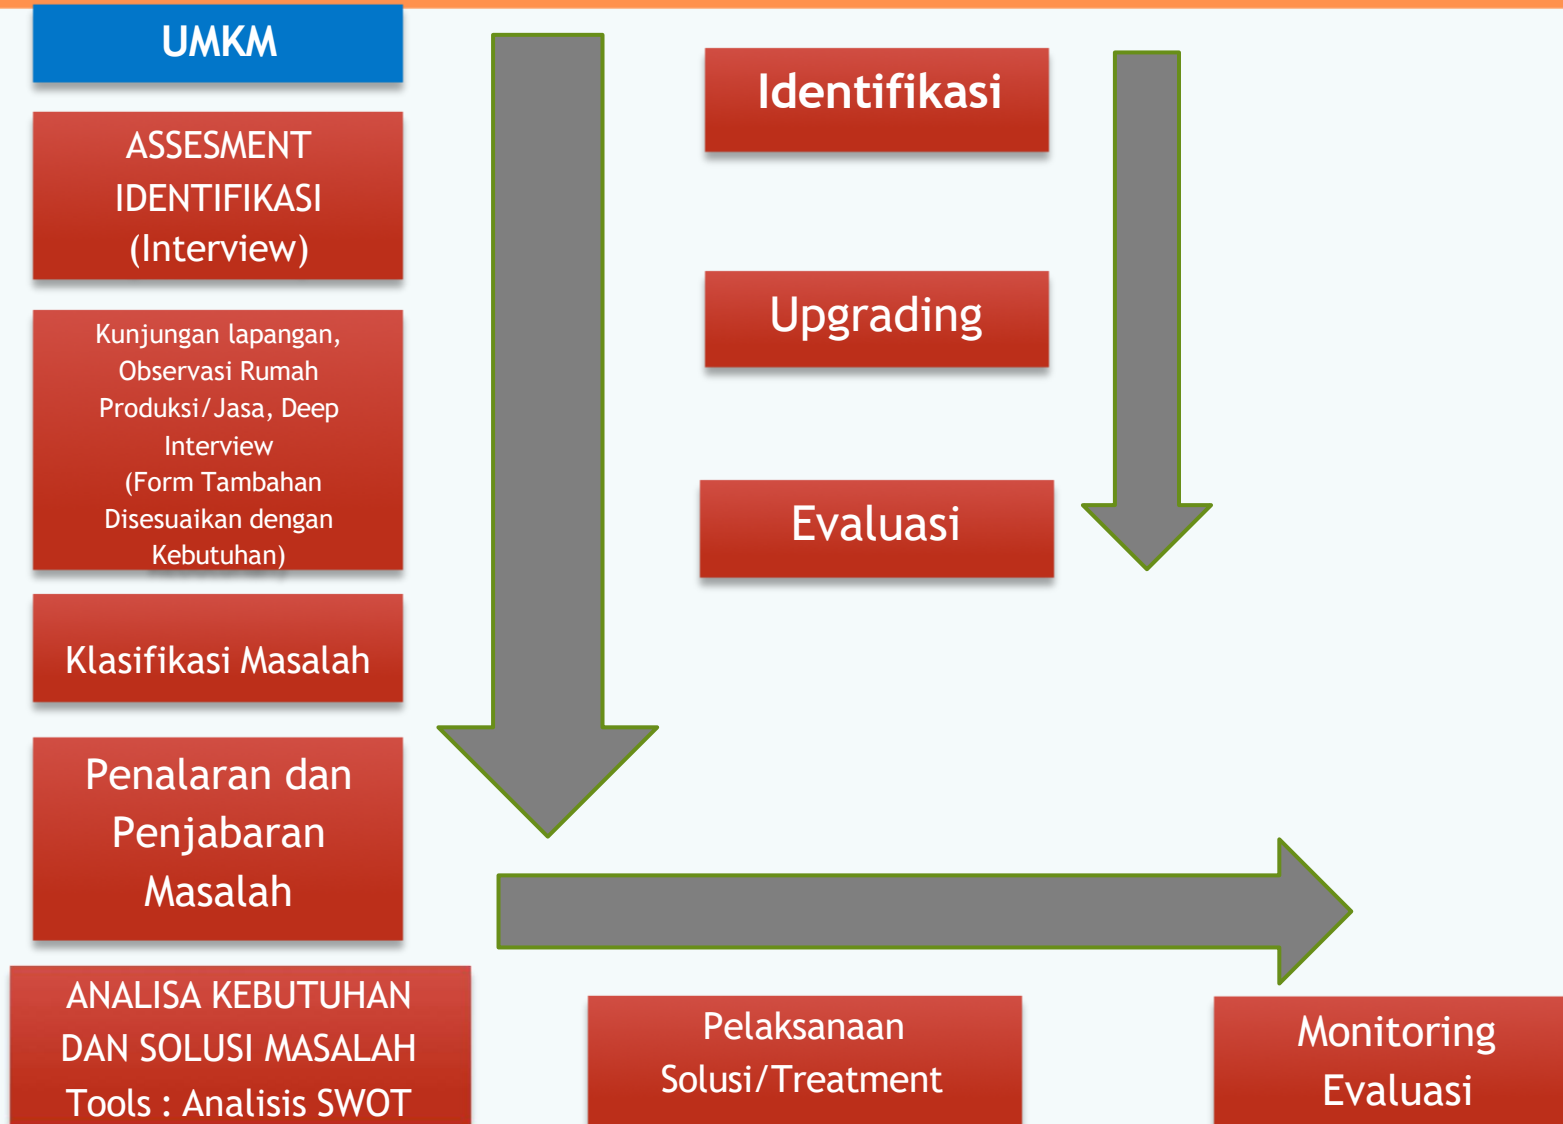 UMKM
ASSESMENT
IDENTIFIKASI
(Interview)
Kunjungan lapangan,
Observasi Rumah
Produksi/Jasa, Deep
Interview
(Form Tambahan
Disesuaikan dengan
Kebutuhan)
Klasifikasi Masalah
Penalaran dan
Penjabaran
Masalah
ANALISA KEBUTUHAN
DAN SOLUSI MASALAH
Tools : Analisis SWOT
Identifikasi
Upgrading
Evaluasi
Pelaksanaan
Solusi/Treatment
Monitoring
Evaluasi